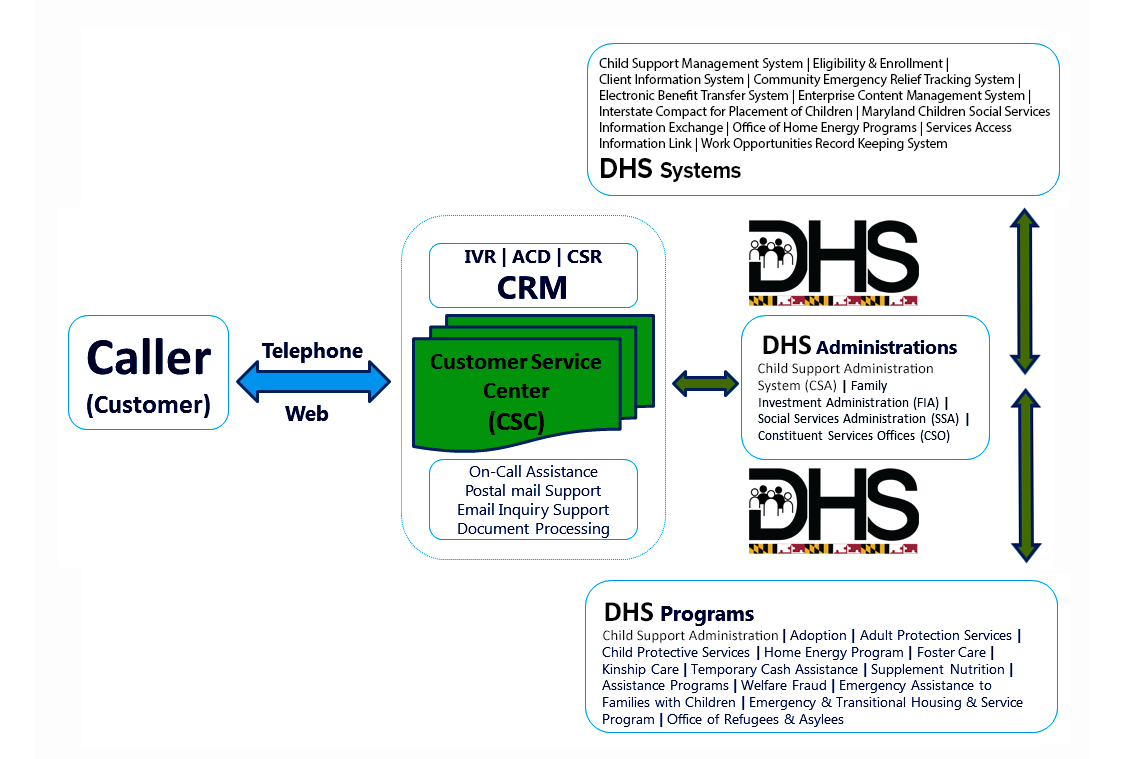 Child Support Management System | Eligibility & Enrollment |
Client Information System | Community Emergency Relief Tracking System |
Electronic Benefit Transfer System | Enterprise Content Management System |
Interstate Compact for Placement of Children | Maryland Children Social Services
Information Exchange | Office of Home Energy Programs | Services Access
Information Link | Work Opportunities Record Keeping System
DHS Systems
IVR | ACD | CSR
CRM
DHS
Caller
(Customer)
Telephone
Web
Customer Service
Center
(CSC)
DHS Administrations
Child Support Administration
System (CSA) | Family
Investment Administration (FIA) |
Social Services Administration (SSA) |
Constituent Services Offices (CSO)
On-Call Assistance
Postal mail Support
Email Inquiry Support
Document Processing
DHS
DHS Programs
Child Support Administration | Adoption | Adult Protection Services |
Child Protective Services | Home Energy Program | Foster Care |
Kinship Care | Temporary Cash Assistance | Supplement Nutrition |
Assistance Programs | Welfare Fraud | Emergency Assistance to
Families with Children | Emergency & Transitional Housing & Service
Program | Office of Refugees & Asylees